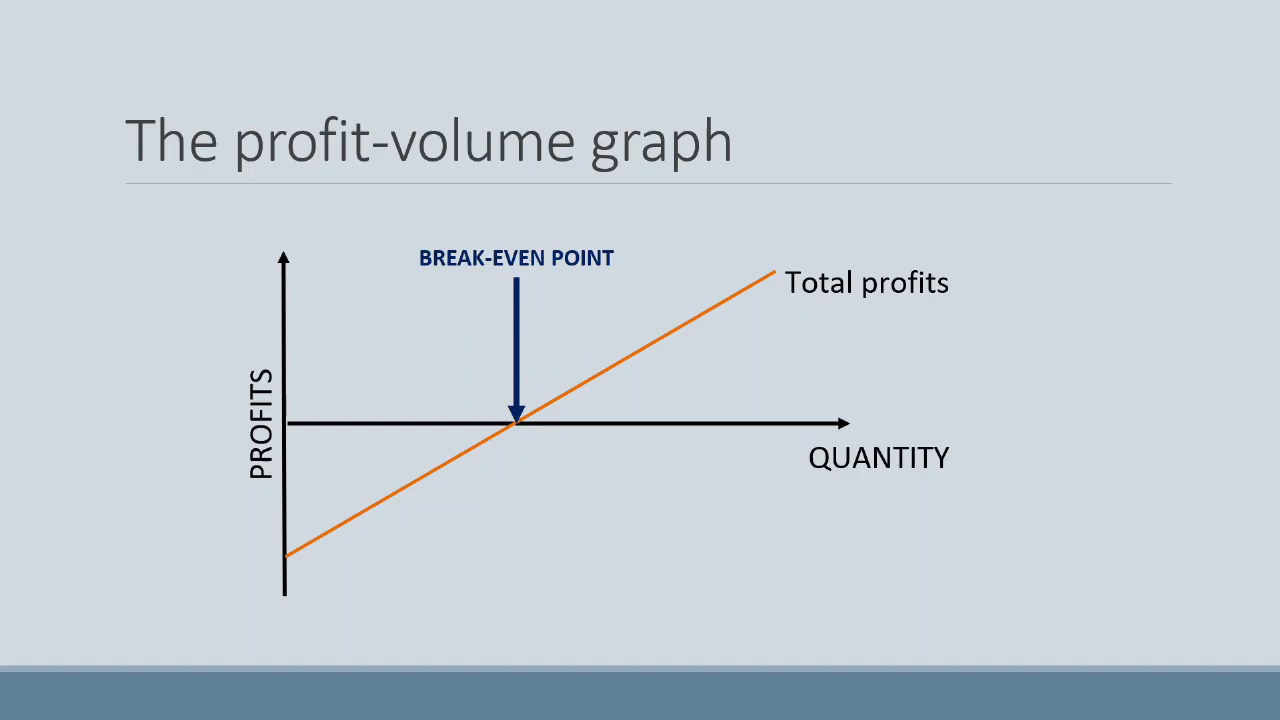 The profit-volume graph
BREAK-EVEN POINT
Total profits
PROFITS
QUANTITY